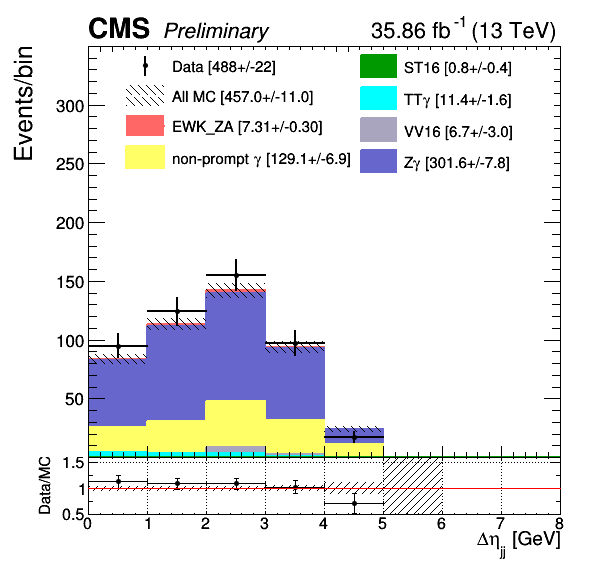 CMS Preliminary 35.86 fb⁻¹ (13 TeV)
Events/bin
Data [488+/-22]
All MC [457.0+/-11.0]
EWK_ZA [7.31+/-0.30]
non-prompt γ [129.1+/-6.9]
ST16 [0.8+/-0.4]
TTγ [11.4+/-1.6]
VV16 [6.7+/-3.0]
Zγ [301.6+/-7.8]
300
250
200
150
100
50
Data/MC
1.5
1
0.5
0 1 2 3 4 5 6 7 8
Δη_jj [GeV]